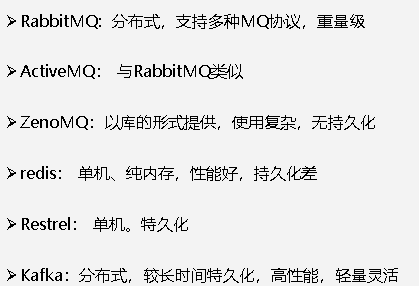 ➢ RabbitMQ: 分布式，支持多种MQ协议，重量级
➢ ActiveMQ： 与RabbitMQ类似
➢ ZenoMQ：以库的形式提供，使用复杂，无持久化
➢ redis： 单机、纯内存，性能好，持久化差
➢ Restrel： 单机。特久化
➢ Kafka：分布式，较长时间特久化，高性能，轻量灵活